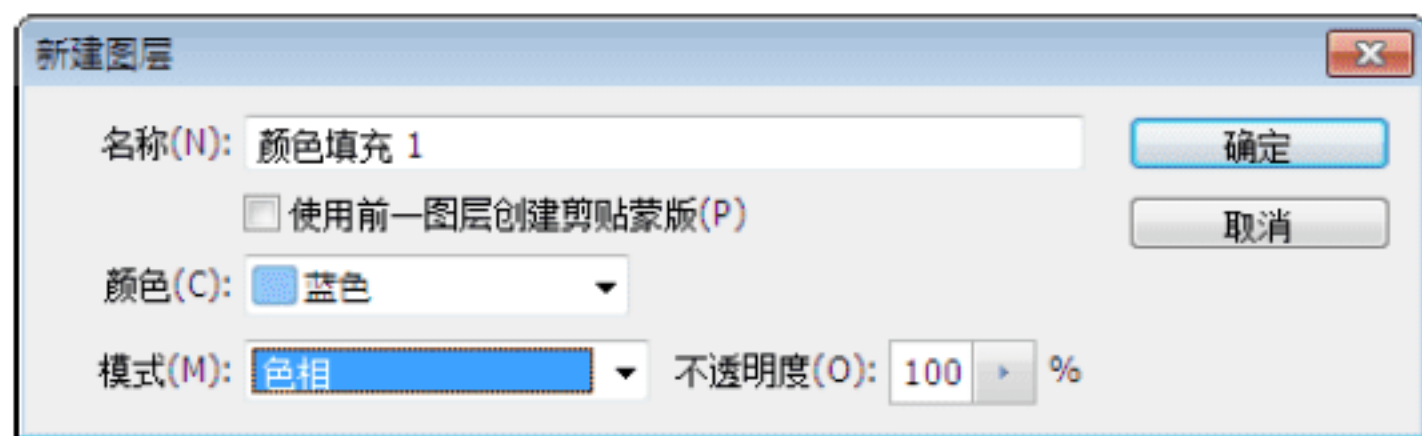 新建图层
名称(N): 颜色填充 1 确定
使用前一图层创建剪贴蒙版(P) 取消
颜色(C): 蓝色
模式(M): 色相 不透明度(O): 100 %